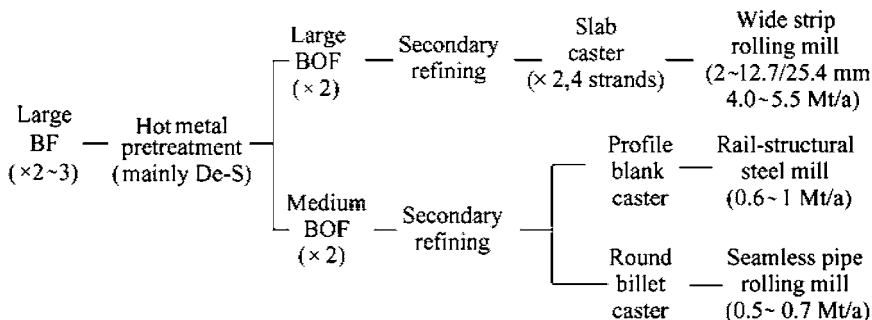 Large
BF
(×2~3)
Hot metal
pretreatment
(mainly De-S)
Large
BOF
(×2)
Secondary
refining
Slab
caster
(×2,4 strands)
Wide strip
rolling mill
(2~12.7/25.4 mm
4.0~5.5 Mt/a)
Medium
BOF
(×2)
Secondary
refining
Profile
blank
caster
Rail-structural
steel mill
(0.6~1 Mt/a)
Round
billet
caster
Seamless pipe
rolling mill
(0.5~0.7 Mt/a)